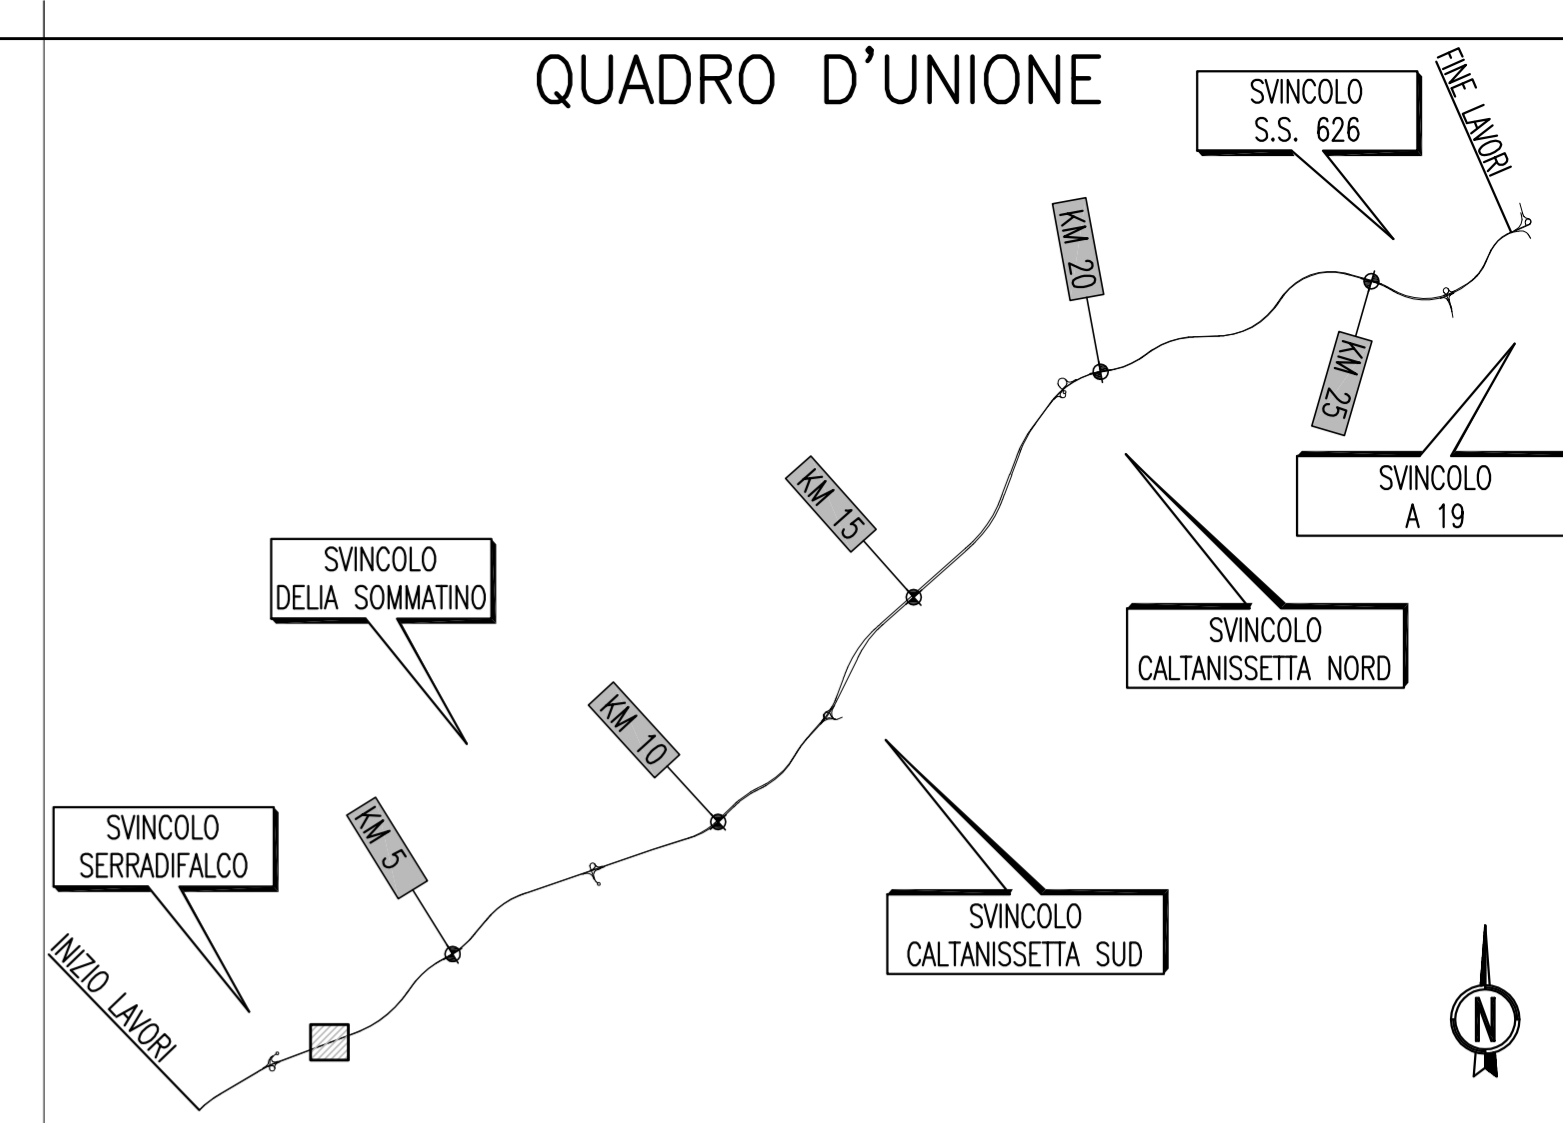 QUADRO D'UNIONE
SVINCOLO
S.S. 626
FINE LAVORI
KM 20
KM 25
SVINCOLO
A 19
KM 15
SVINCOLO
DELIA SOMMATINO
SVINCOLO
CALTANISSETTA NORD
KM 10
SVINCOLO
SERRADIFALCO
KM 5
SVINCOLO
CALTANISSETTA SUD
INIZIO LAVORI
N